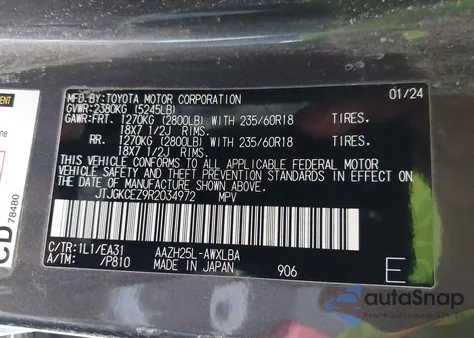 MFD.BY:TOYOTA MOTOR CORPORATION 01/24
GVWR:2380KG (5245LB)
GAWR:FRT. 1270KG (2800LB) WITH 235/60R18 TIRES.
18X7 1/2J RIMS.
RR. 1270KG (2800LB) WITH 235/60R18 TIRES.
18X7 1/2J RIMS.
THIS VEHICLE CONFORMS TO ALL APPLICABLE FEDERAL MOTOR
VEHICLE SAFETY AND THEFT PREVENTION STANDARDS IN EFFECT ON
THE DATE OF MANUFACTURE SHOWN ABOVE.
JTJGKCEZ9R2034972 MPV
C/TR:1L1/EA31 AAZH25L-AWXLBA
A/TM: /P810 MADE IN JAPAN 906 E
CD 78480
autoSnap